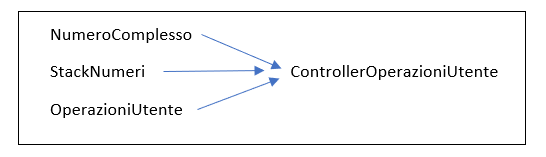 NumeroComplesso
StackNumeri
ControllerOperazioniUtente
OperazioniUtente